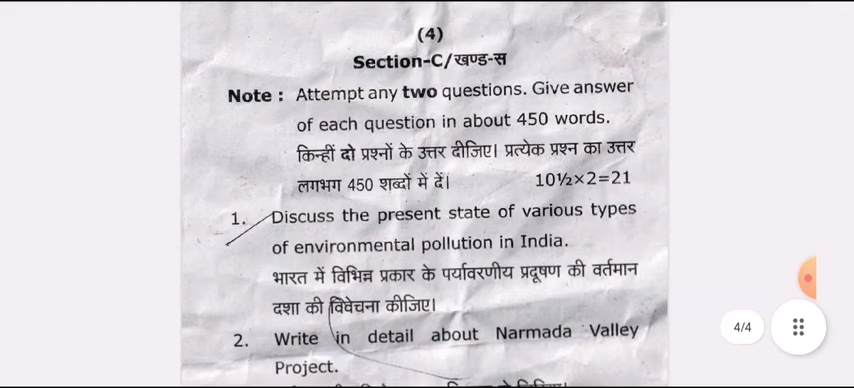 (4)
Section-C/खण्ड-स
Note : Attempt any two questions. Give answer
of each question in about 450 words.
किन्हीं दो प्रश्नों के उत्तर दीजिए। प्रत्येक प्रश्न का उत्तर
लगभग 450 शब्दों में दें। 10½×2=21
1. Discuss the present state of various types
of environmental pollution in India.
भारत में विभिन्न प्रकार के पर्यावरणीय प्रदूषण की वर्तमान
दशा की विवेचना कीजिए।
2. Write in detail about Narmada Valley
Project.
4/4